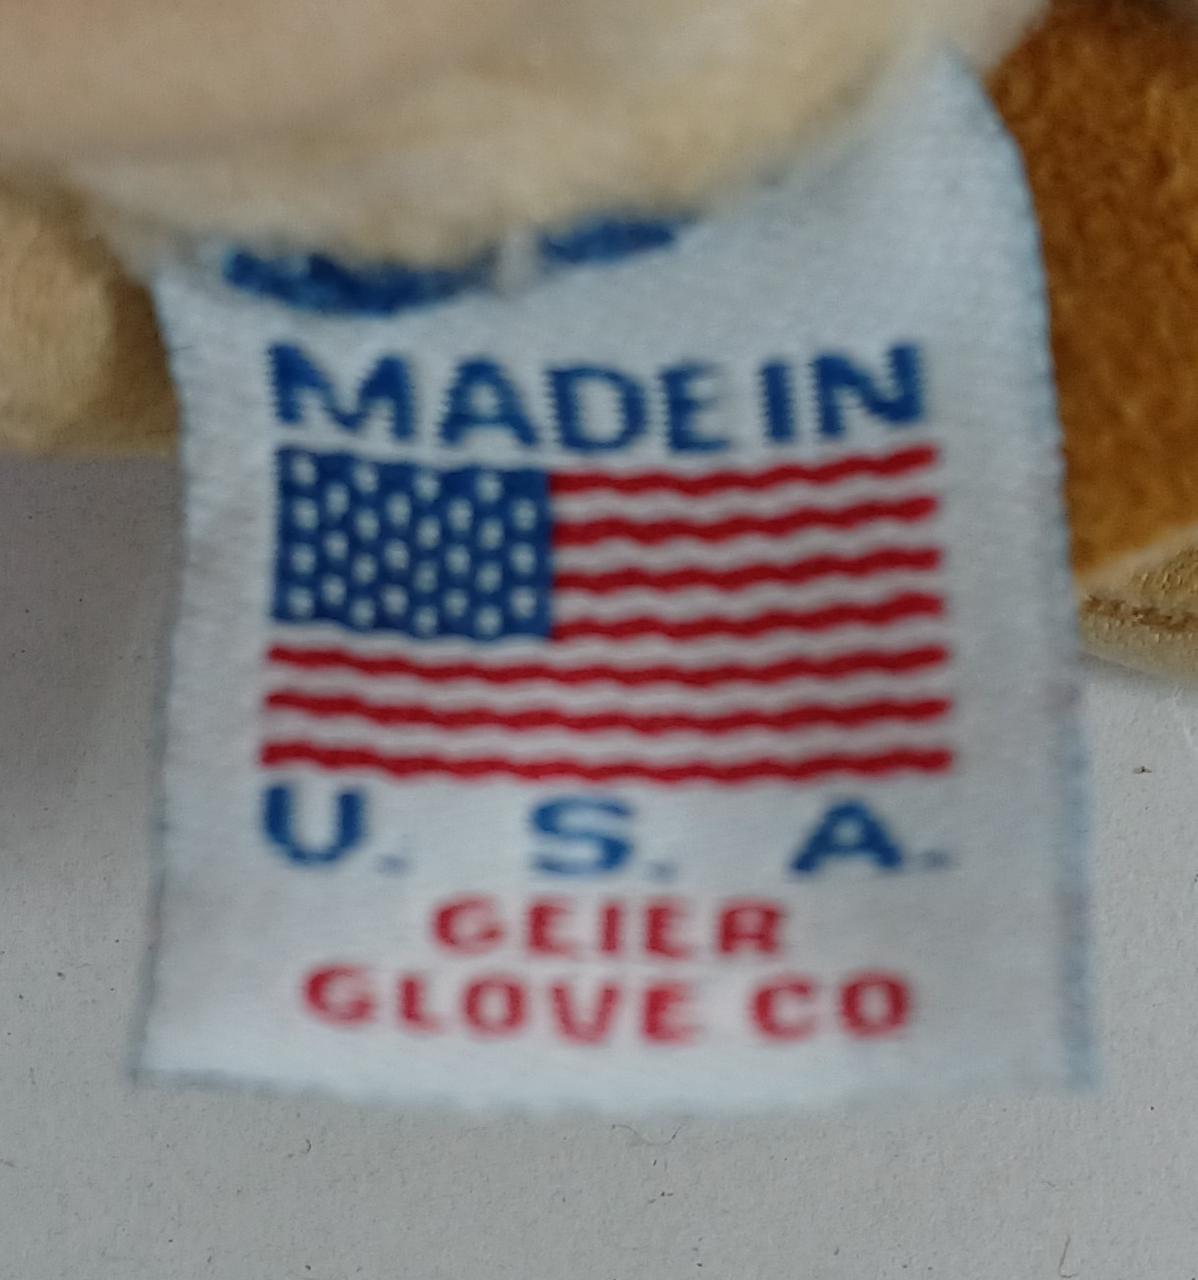 MADE IN
U. S. A.
GEIER
GLOVE CO